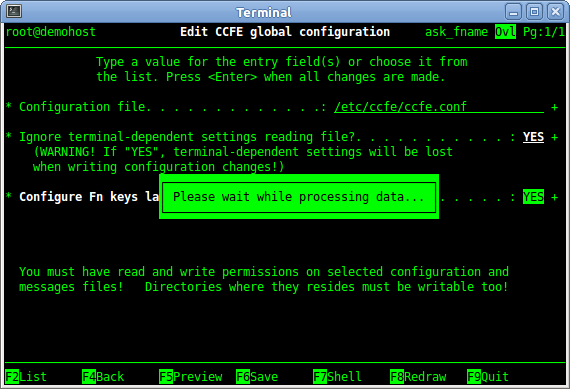 Terminal
root@demohost Edit CCFE global configuration ask_fname Ovl Pg:1/1
Type a value for the entry field(s) or choose it from
the list. Press <Enter> when all changes are made.
* Configuration file. . . . . . . . . . . . .: /etc/ccfe/ccfe.conf +
* Ignore terminal-dependent settings reading file?. . . . . . . . . . . : YES +
(WARNING! If "YES", terminal-dependent settings will be lost
when writing configuration changes!)
* Configure Fn keys la Please wait while processing data... . . . . . : YES +
You must have read and write permissions on selected configuration and
messages files! Directories where they resides must be writable too!
F2List F4Back F5Preview F6Save F7Shell F8Redraw F9Quit